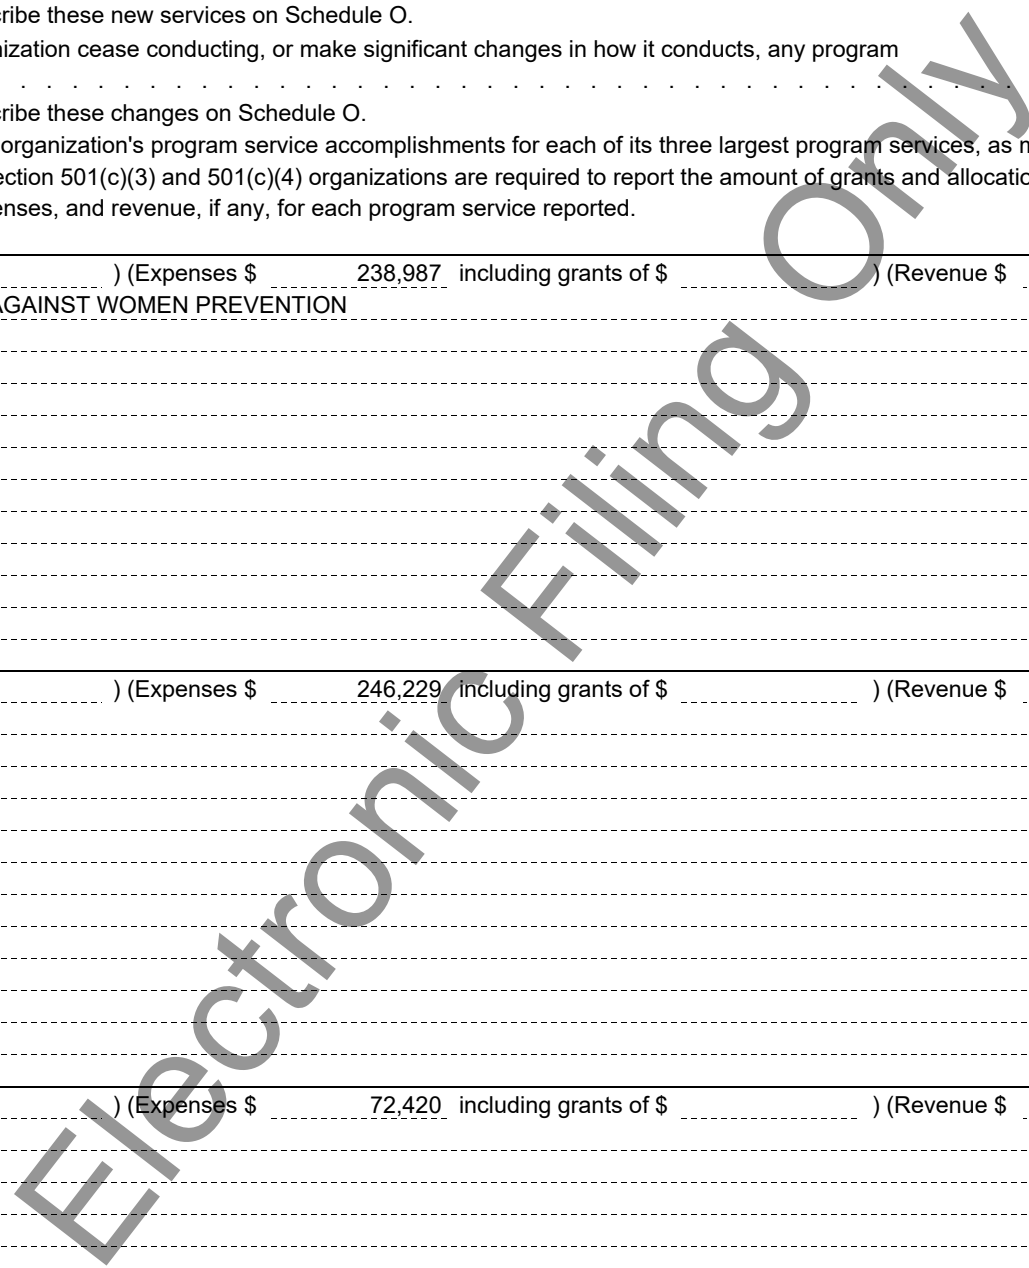 cribe these new services on Schedule O.
nization cease conducting, or make significant changes in how it conducts, any program
. . . . . . . . . . . . . . . . . . . . . . . . . . . . . . . . . . . . . . .
cribe these changes on Schedule O.
organization's program service accomplishments for each of its three largest program services, as m
ection 501(c)(3) and 501(c)(4) organizations are required to report the amount of grants and allocatio
enses, and revenue, if any, for each program service reported.
) (Expenses $ 238,987 including grants of $ ) (Revenue $
AGAINST WOMEN PREVENTION
) (Expenses $ 246,229 including grants of $ ) (Revenue $
) (Expenses $ 72,420 including grants of $ ) (Revenue $
Electronic Filing Only